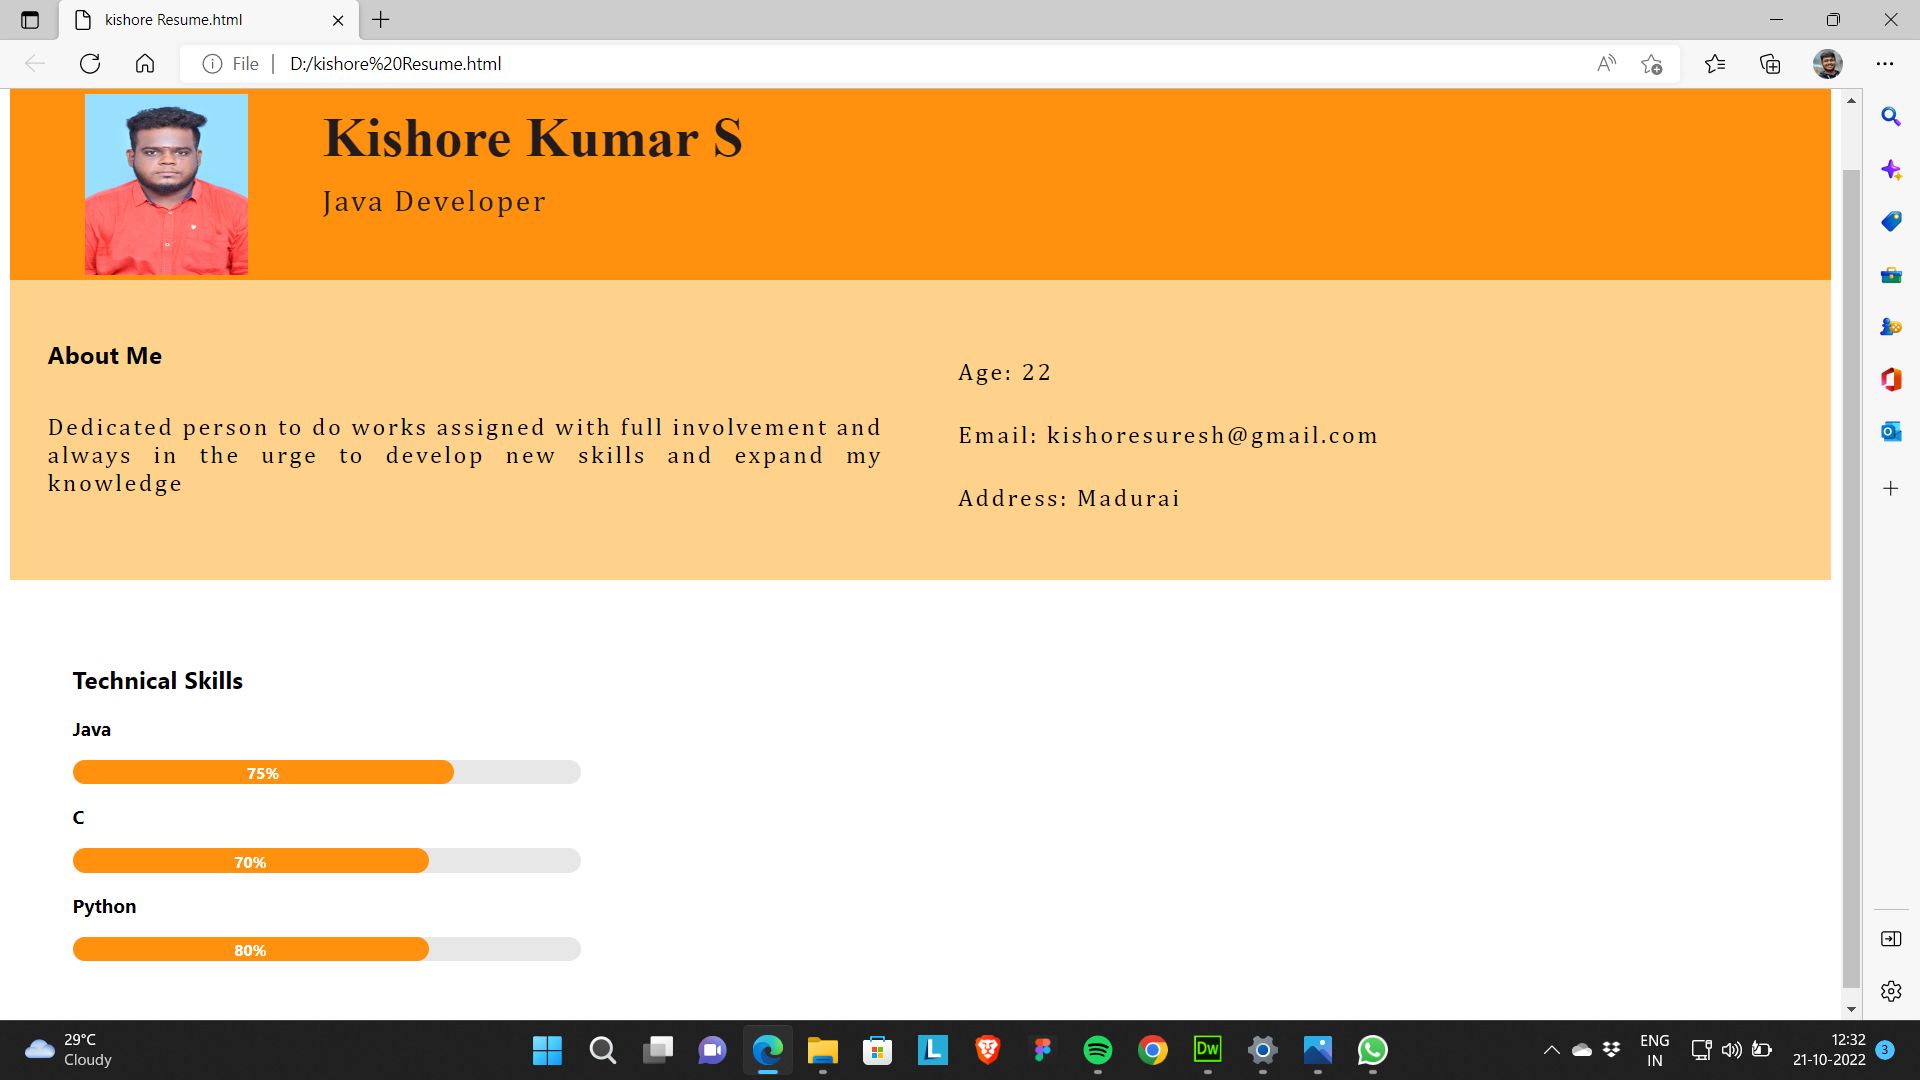 kishore Resume.html
File
D:/kishore%20Resume.html
Kishore Kumar S
Java Developer
About Me
Dedicated person to do works assigned with full involvement and
always in the urge to develop new skills and expand my
knowledge
Age: 22
Email: kishoresuresh@gmail.com
Address: Madurai
Technical Skills
Java
75%
C
70%
Python
80%
29°C
Cloudy
L
Dw
ENG
IN
12:32
21-10-2022
3